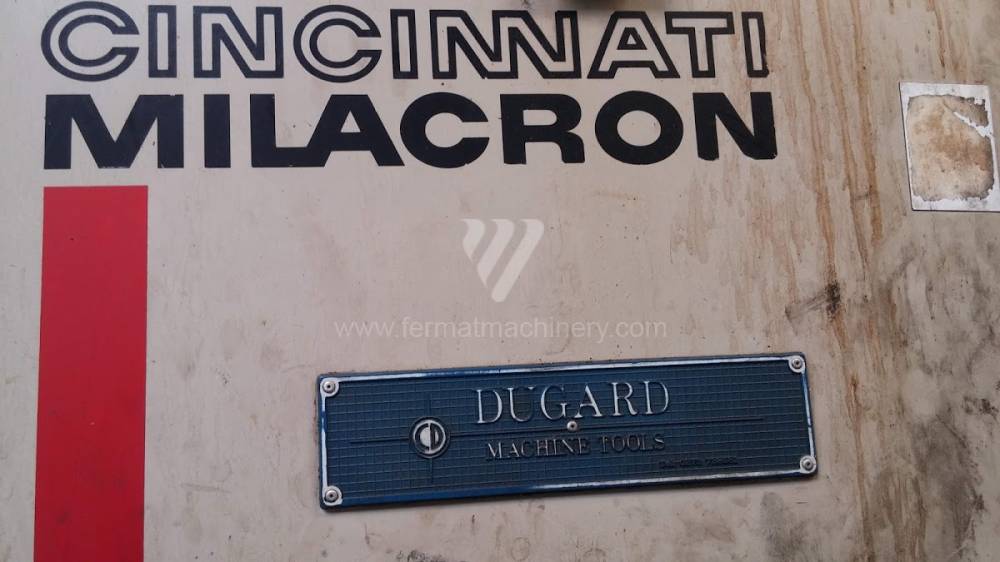 CINCINNATI
MILACRON
www.fermatmachinery.com
DUGARD
MACHINE TOOLS